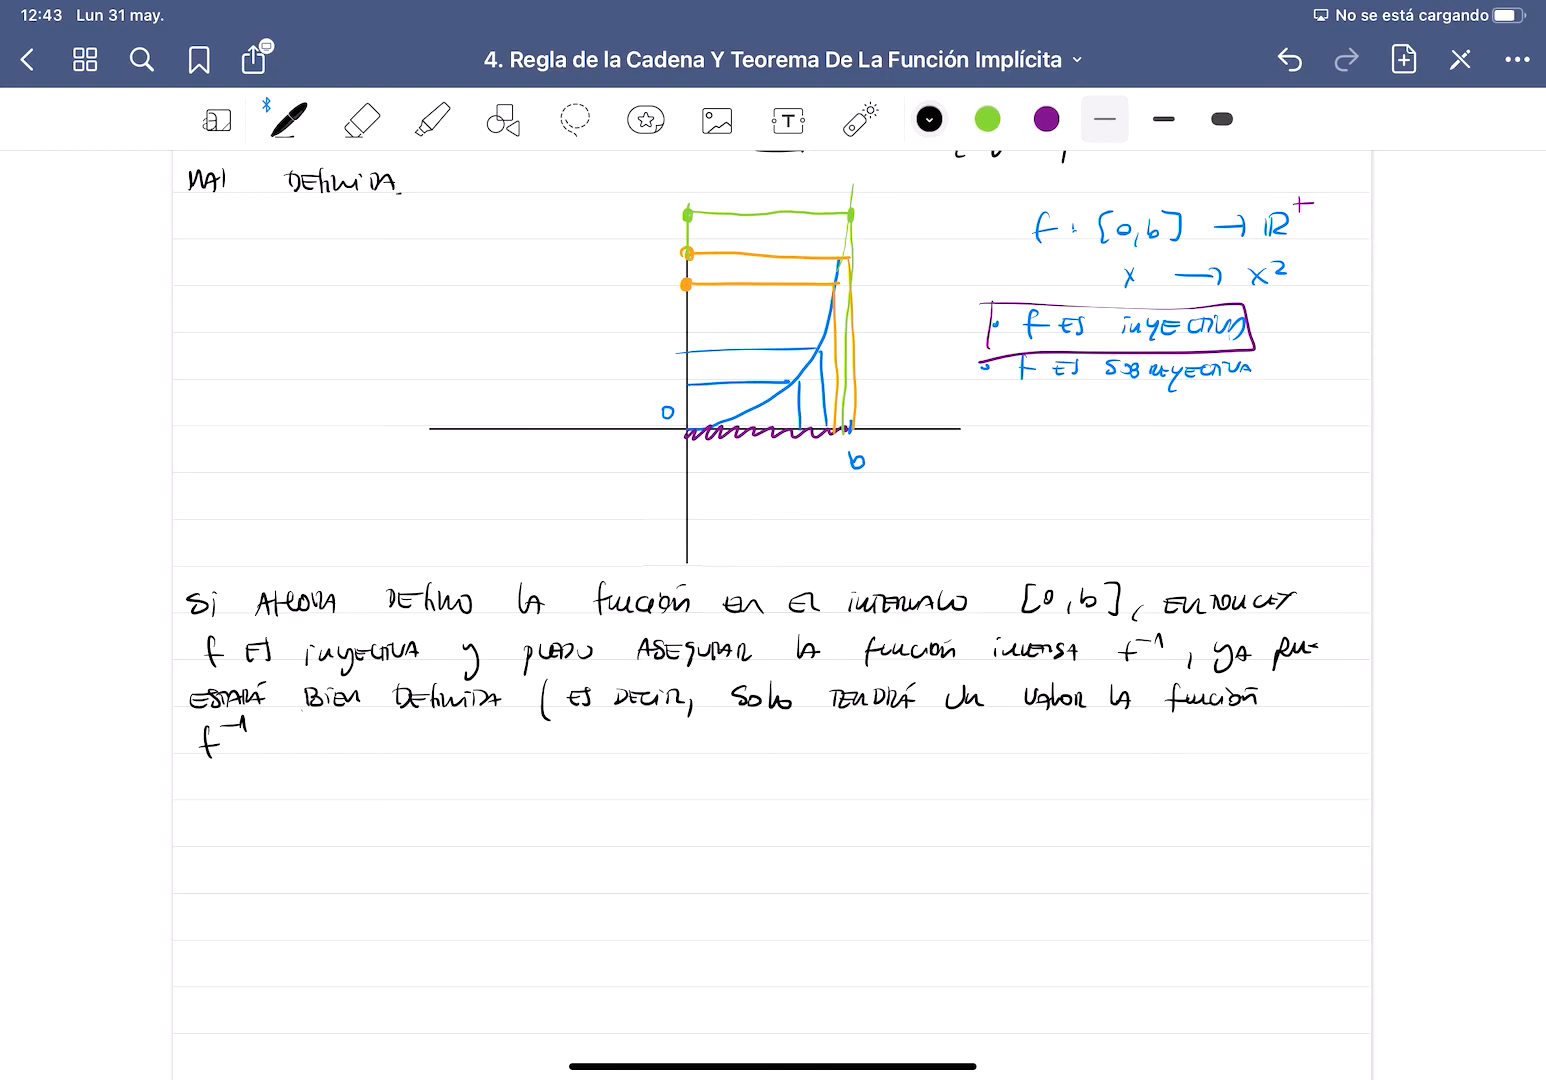 12:43 Lun 31 may. No se está cargando
4. Regla de la Cadena Y Teorema De La Función Implícita
MAL DEFINIDA.
f : [0,b] → ℝ⁺
x → x²
• f ES INYECTIVA
• f ES SOBREYECTIVA
0
b
SI AHORA DEFINO LA FUNCIÓN EN EL INTERVALO [0,b], ENTONCES
f ES INYECTIVA Y PUEDO ASEGURAR LA FUNCIÓN INVERSA f⁻¹, YA QUE
ESTARÁ BIEN DEFINIDA (ES DECIR, SOLO TENDRÁ UN VALOR LA FUNCIÓN
f⁻¹